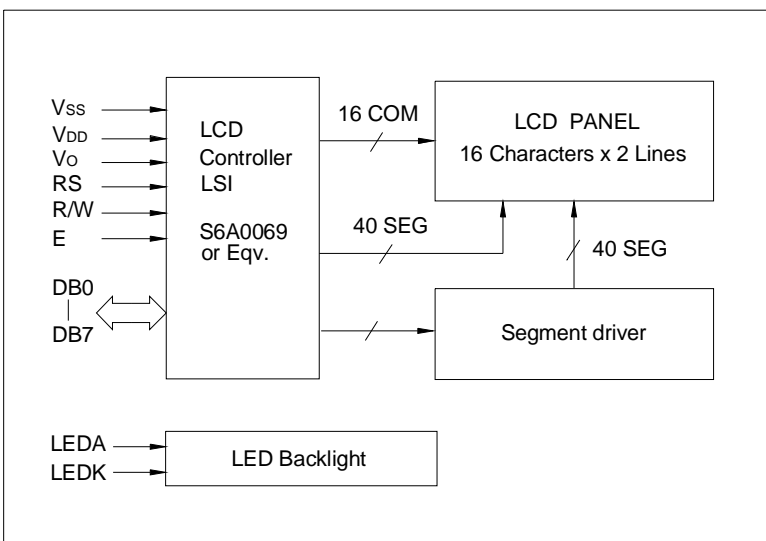 VSS
VDD
VO
RS
R/W
E
DB0
DB7
LCD
Controller
LSI
S6A0069
or Eqv.
16 COM
40 SEG
LCD PANEL
16 Characters x 2 Lines
40 SEG
Segment driver
LEDA
LEDK
LED Backlight